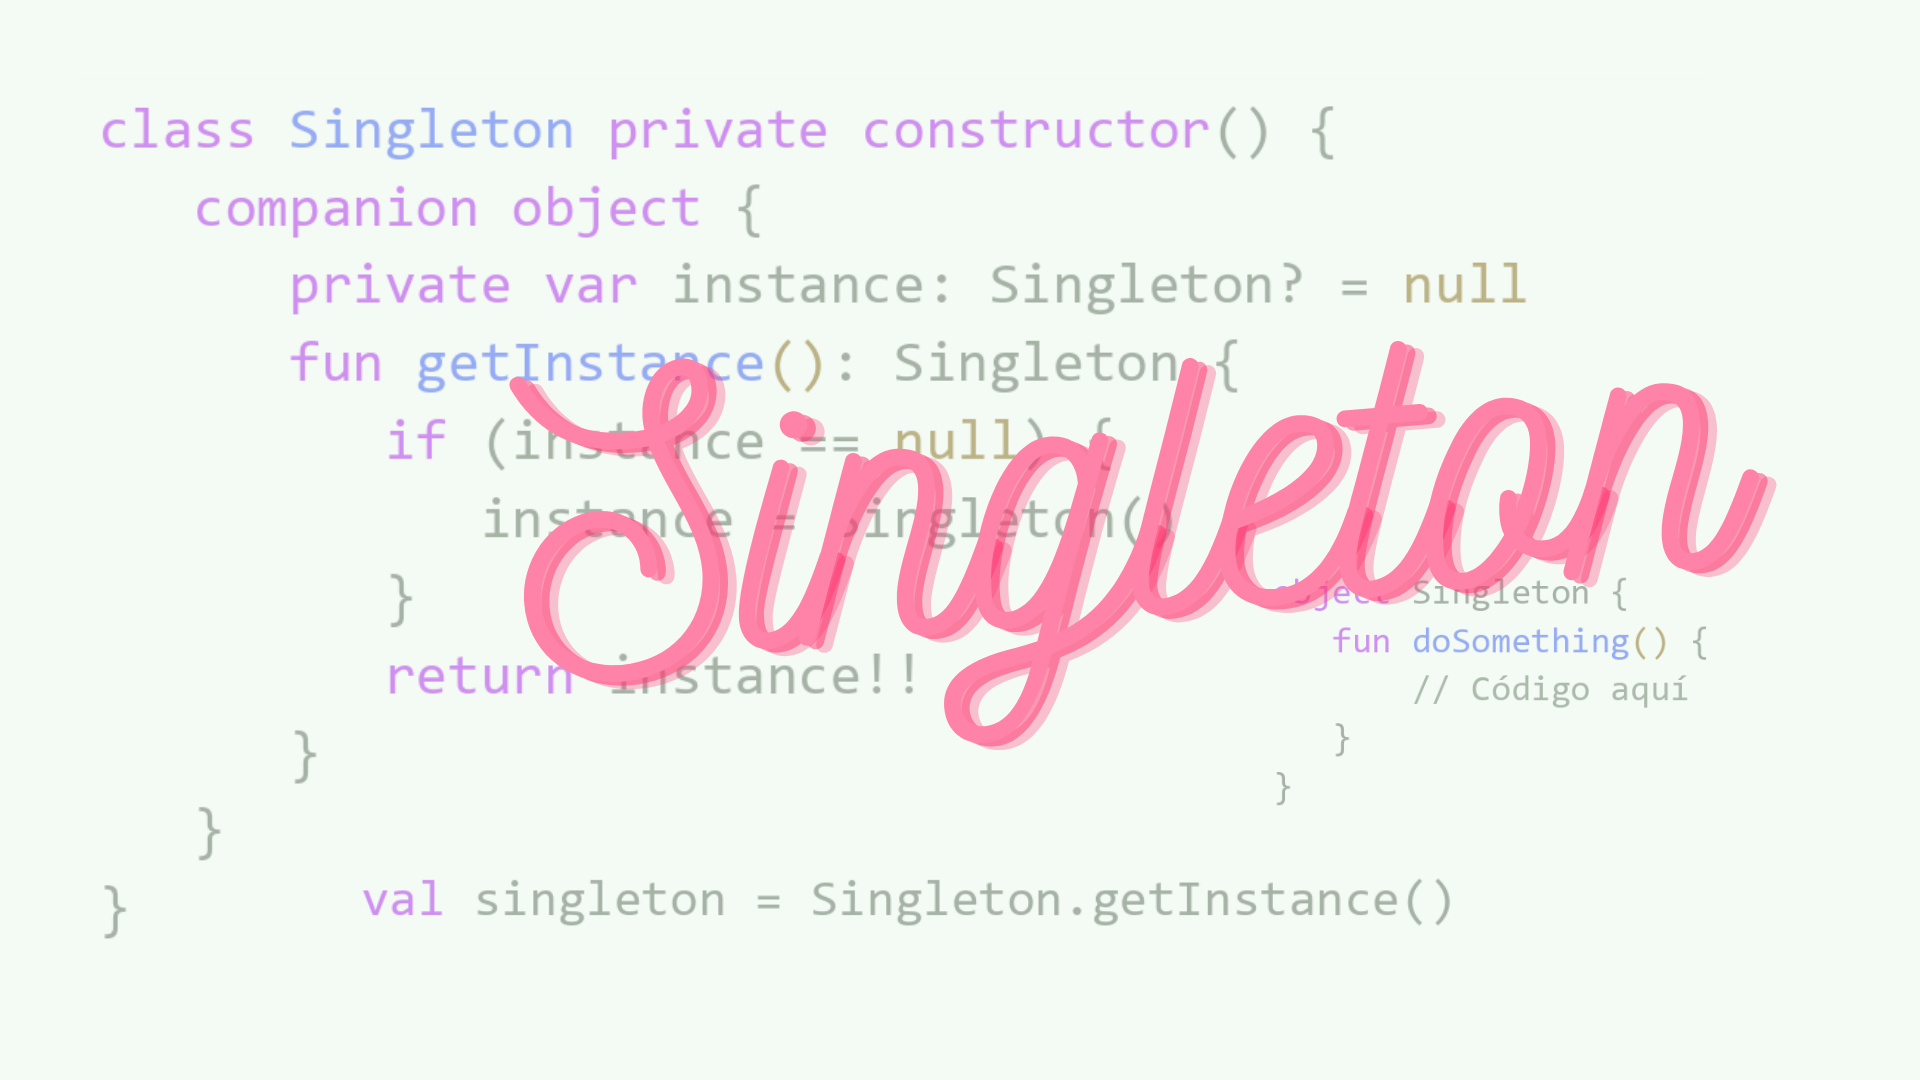 class Singleton private constructor() {
companion object {
private var instance: Singleton? = null
fun getInstance(): Singleton {
if (instance == null) {
instance = Singleton()
}
return instance!!
}
}
}
Singleton
object Singleton {
fun doSomething() {
// Código aquí
}
}
val singleton = Singleton.getInstance()